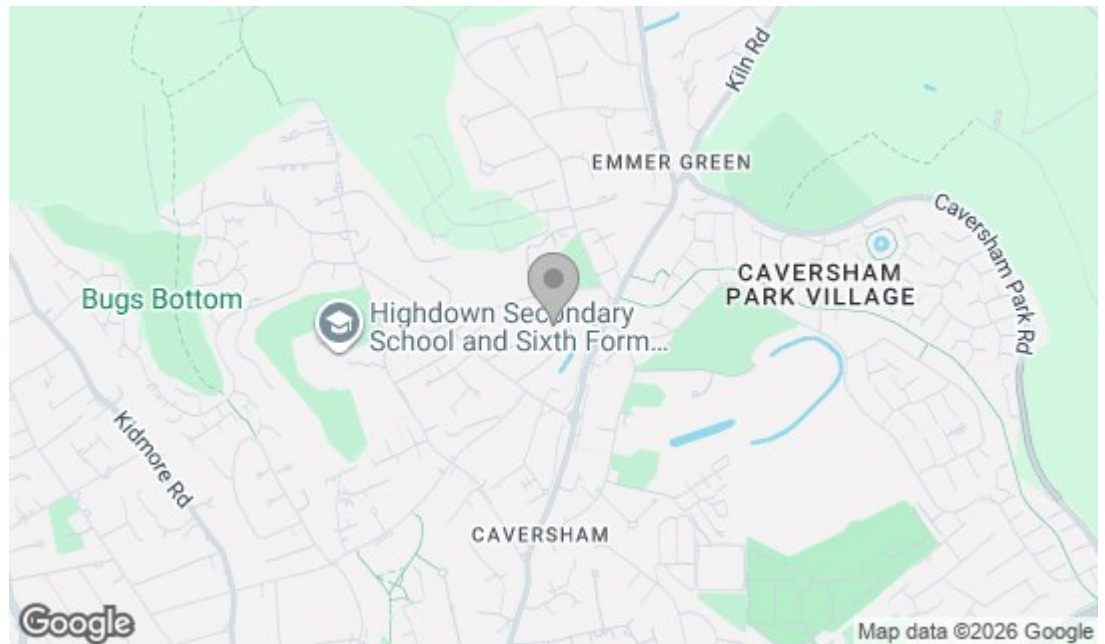 Kiln Rd
EMMER GREEN
Caversham Park Rd
CAVERSHAM
PARK VILLAGE
Bugs Bottom
Highdown Secondary
School and Sixth Form...
Kidmore Rd
CAVERSHAM
Google
Map data ©2026 Google